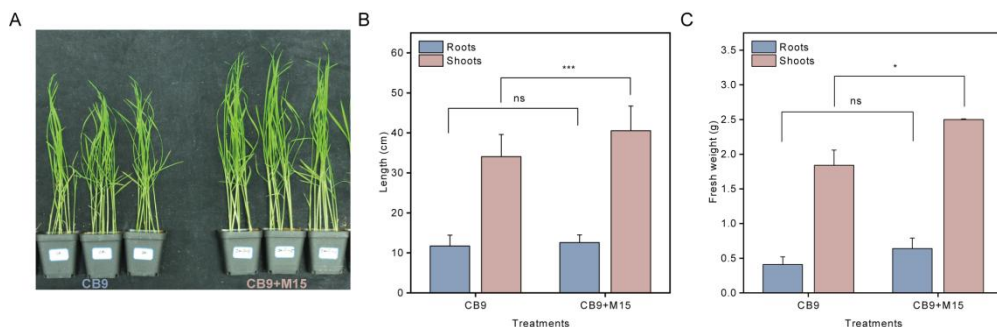 A
CB9
CB9+M15
B
Roots
Shoots
60
50
40
30
20
10
0
Length (cm)
ns
***
CB9
CB9+M15
Treatments
C
Roots
Shoots
3.5
3.0
2.5
2.0
1.5
1.0
0.5
0.0
Fresh weight (g)
ns
*
CB9
CB9+M15
Treatments